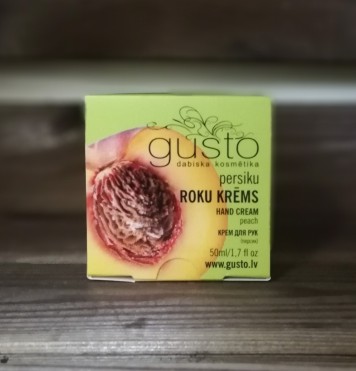 gusto
dabiska kosmētika
persiku
ROKU KRĒMS
HAND CREAM
peach
КРЕМ ДЛЯ РУК
(персик)
50ml/1,7 fl oz
www.gusto.lv